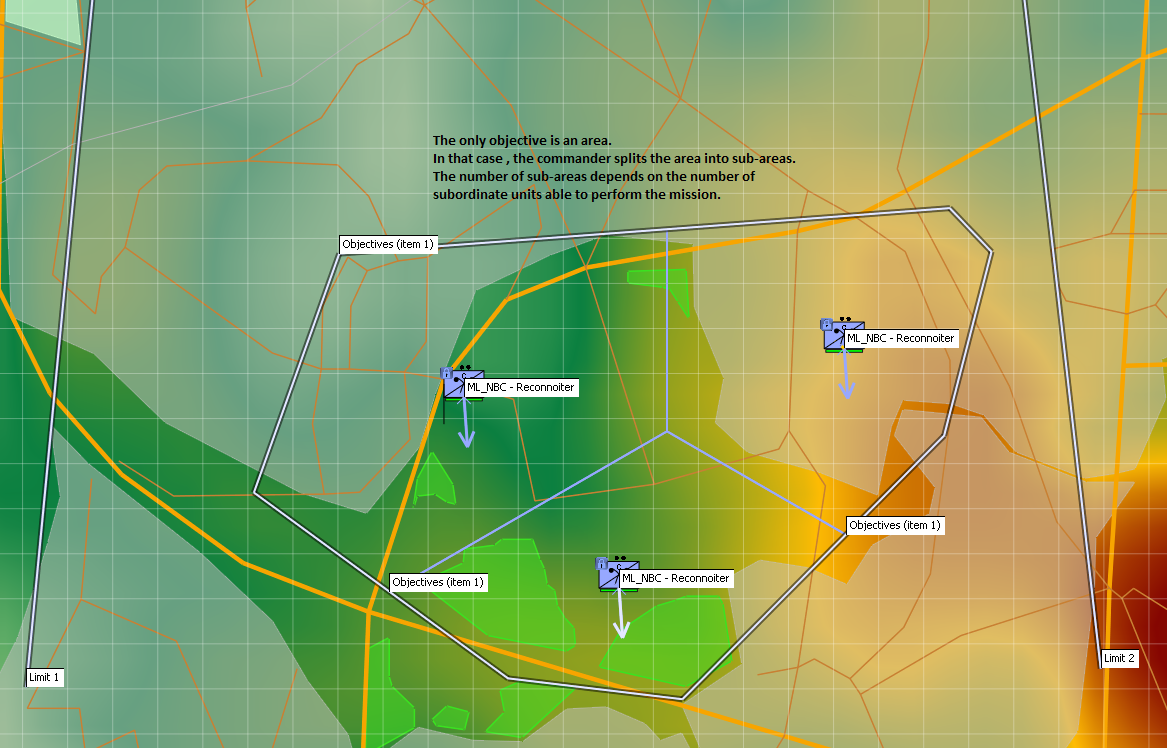 The only objective is an area.
In that case , the commander splits the area into sub-areas.
The number of sub-areas depends on the number of
subordinate units able to perform the mission.
Objectives (item 1)
ML_NBC - Reconnoiter
ML_NBC - Reconnoiter
Objectives (item 1)
Objectives (item 1)
ML_NBC - Reconnoiter
Limit 2
Limit 1